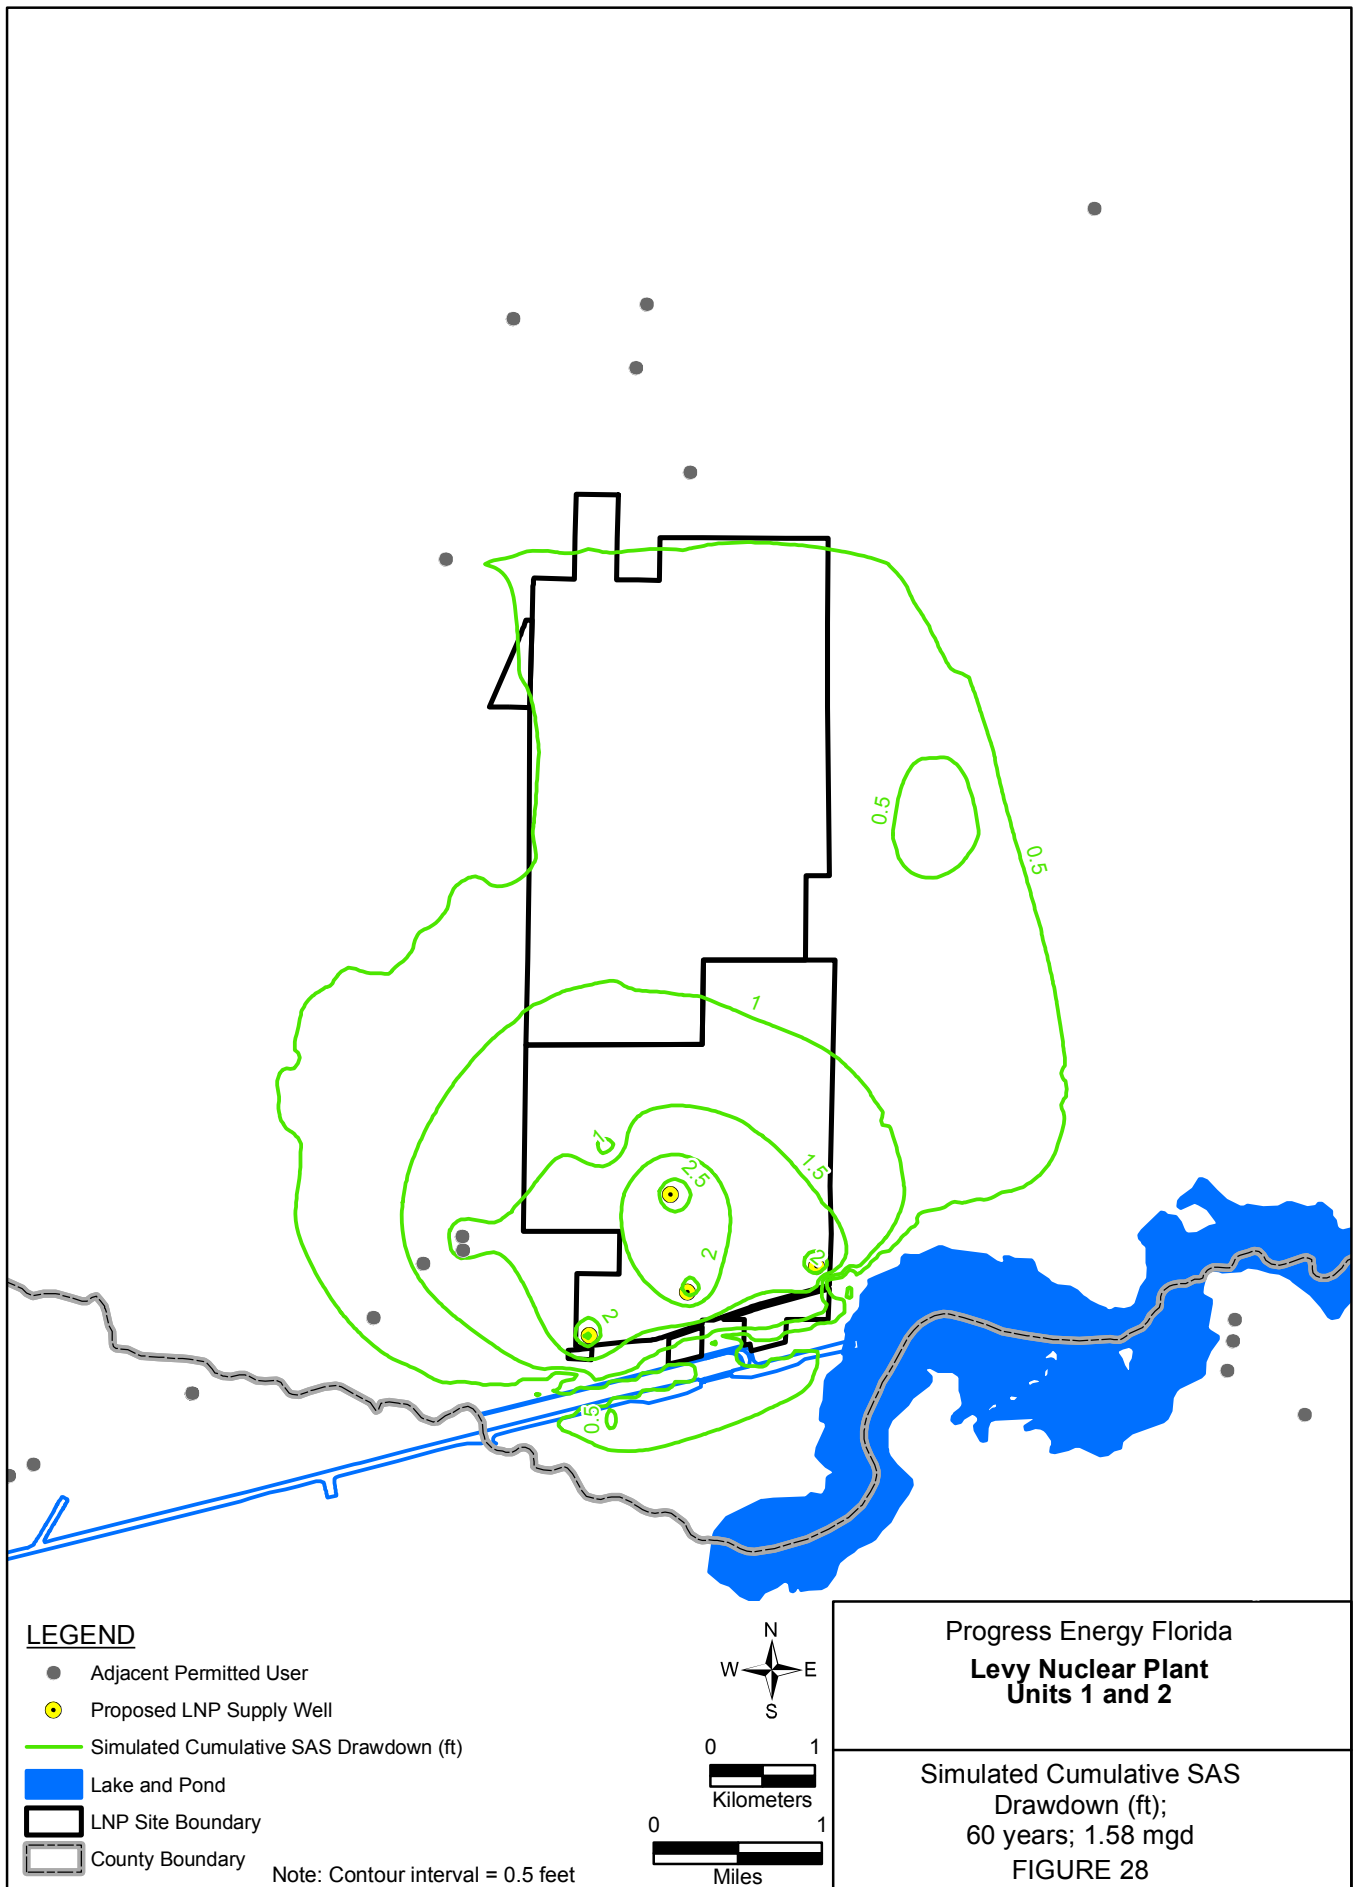 0.5
0.5
1
1
1.5
2.5
2
2
2
0.5
LEGEND
Adjacent Permitted User
Proposed LNP Supply Well
Simulated Cumulative SAS Drawdown (ft)
Lake and Pond
LNP Site Boundary
County Boundary
Note: Contour interval = 0.5 feet
N
W E
S
0 1
Kilometers
0 1
Miles
Progress Energy Florida
Levy Nuclear Plant
Units 1 and 2
Simulated Cumulative SAS
Drawdown (ft);
60 years; 1.58 mgd
FIGURE 28